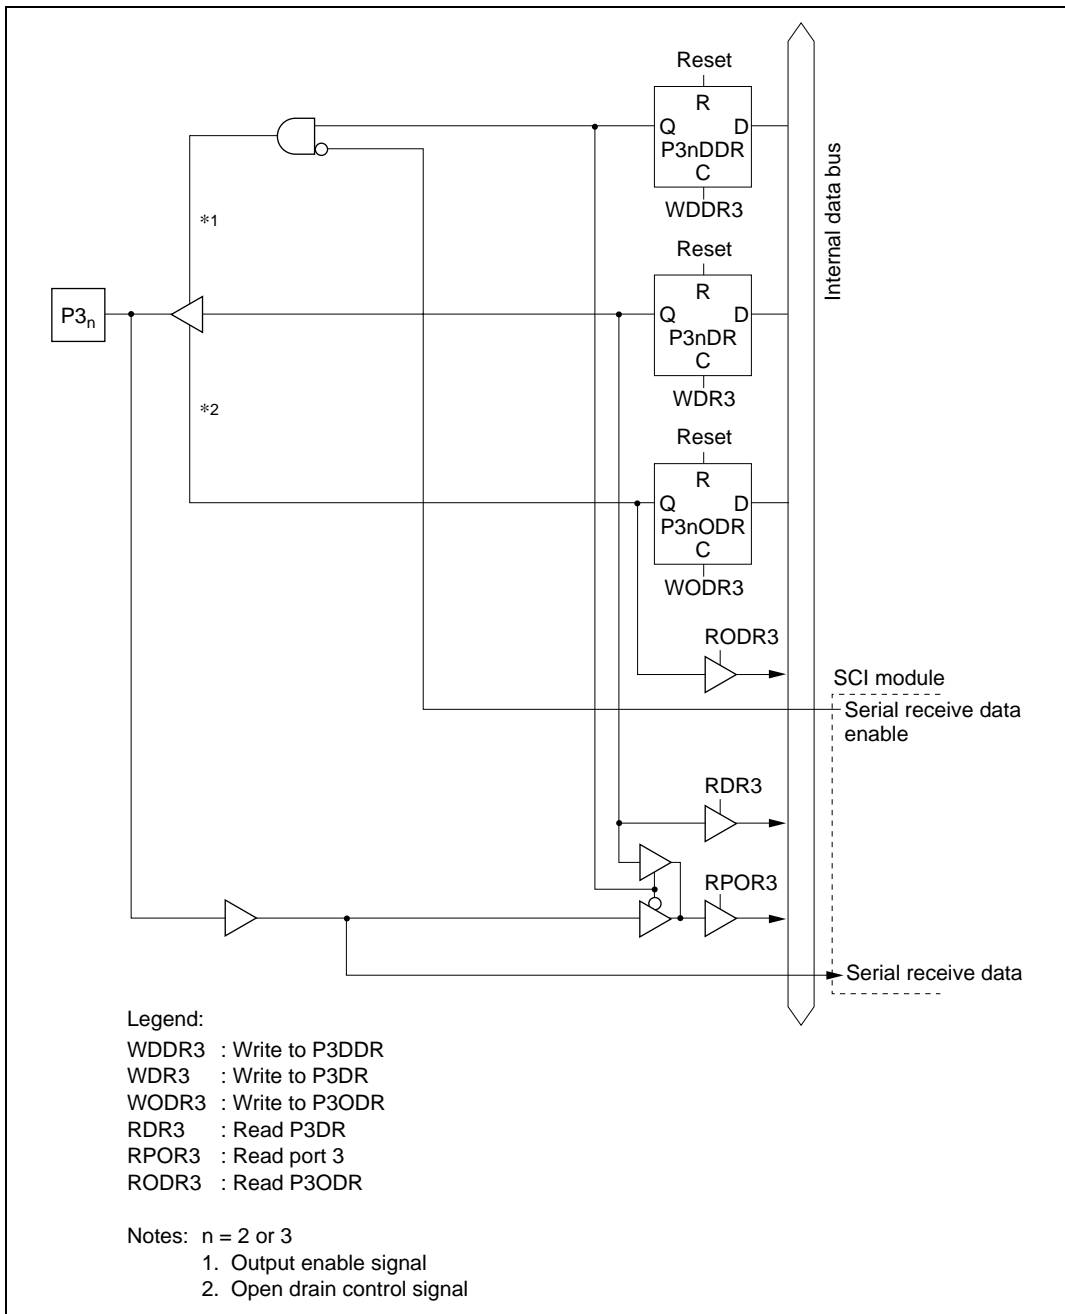 Reset
R
Q D
P3nDDR
C
WDDR3
Internal data bus
*1
Reset
R
P3n
Q D
P3nDR
C
WDR3
*2
Reset
R
Q D
P3nODR
C
WODR3
RODR3
SCI module
Serial receive data
enable
RDR3
RPOR3
Serial receive data
Legend:
WDDR3 : Write to P3DDR
WDR3 : Write to P3DR
WODR3 : Write to P3ODR
RDR3 : Read P3DR
RPOR3 : Read port 3
RODR3 : Read P3ODR
Notes: n = 2 or 3
1. Output enable signal
2. Open drain control signal